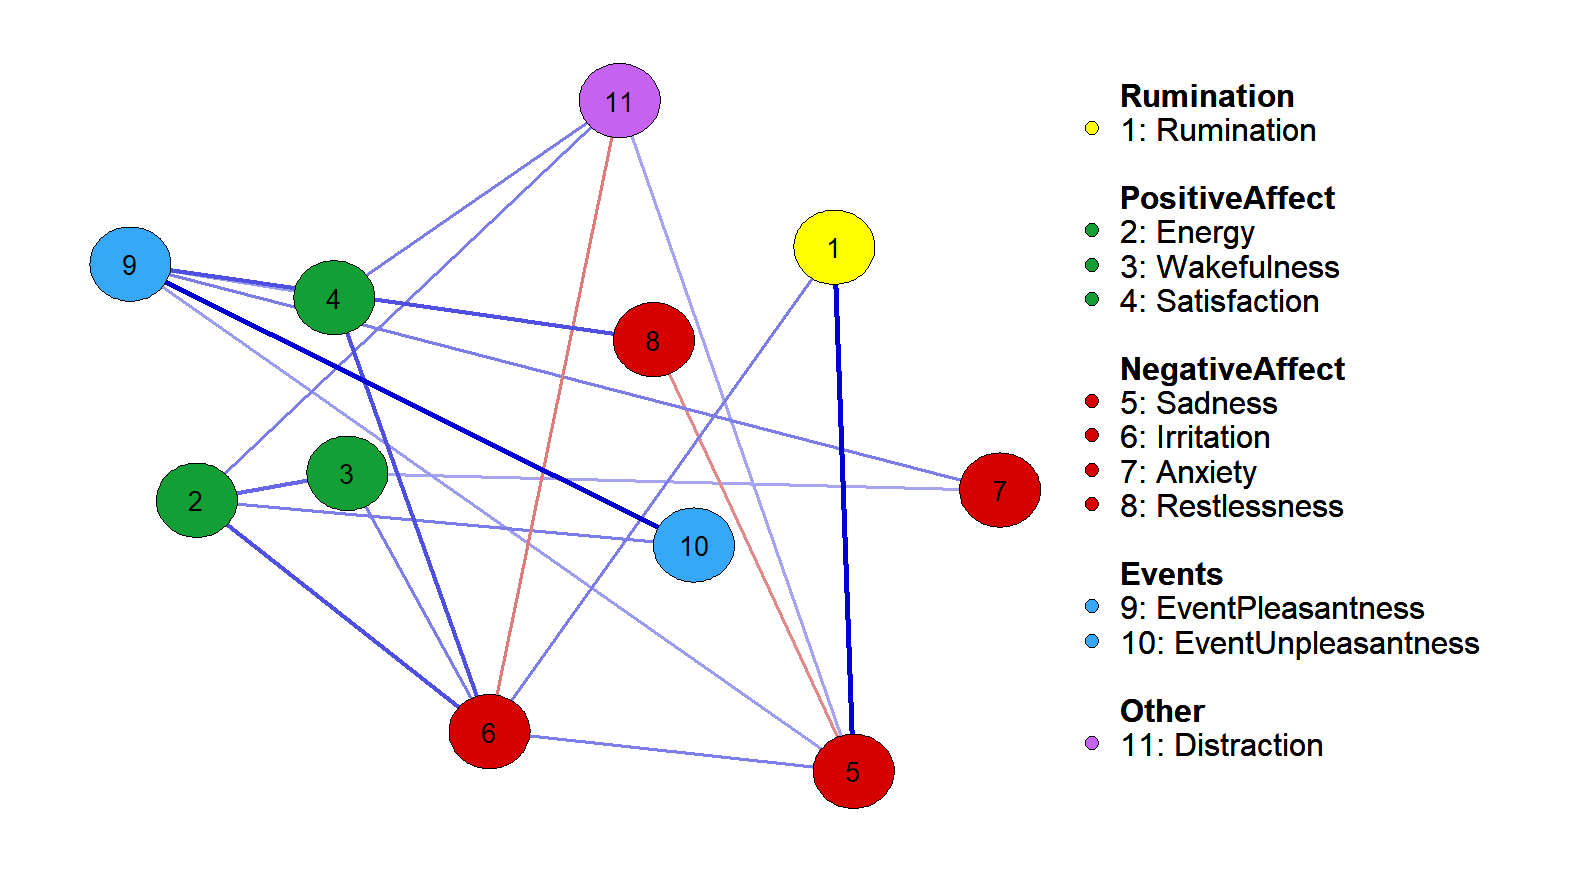 11
1
9
4
8
3
2
7
10
6
5
Rumination
1: Rumination
PositiveAffect
2: Energy
3: Wakefulness
4: Satisfaction
NegativeAffect
5: Sadness
6: Irritation
7: Anxiety
8: Restlessness
Events
9: EventPleasantness
10: EventUnpleasantness
Other
11: Distraction